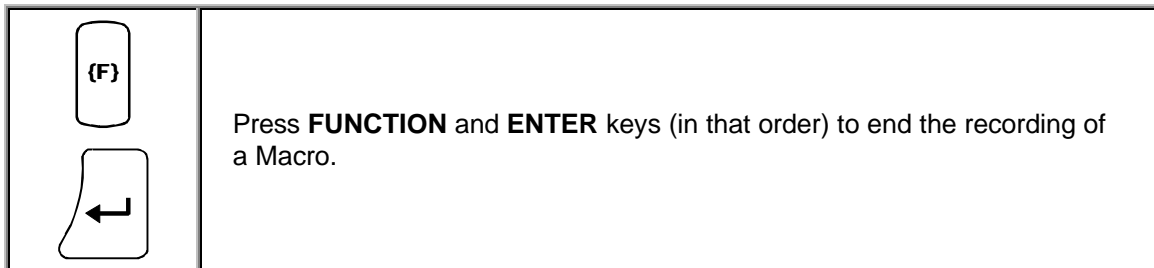 {F}
Press FUNCTION and ENTER keys (in that order) to end the recording of
a Macro.